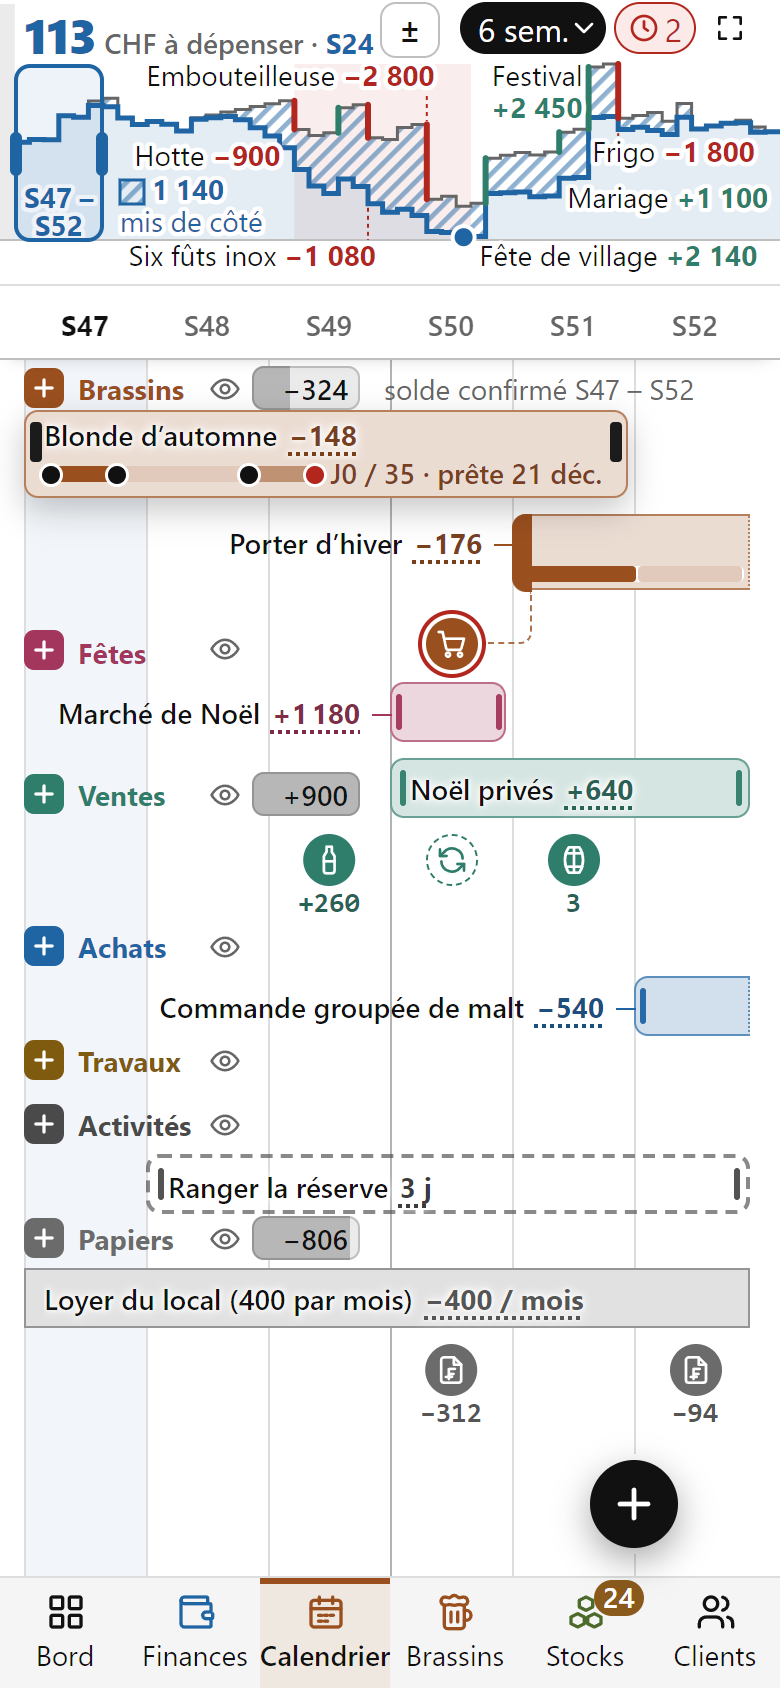 113 CHF à dépenser · S24
±
6 sem.
2
Embouteilleuse −2 800
Festival
+2 450
Hotte −900
Frigo −1 800
1 140
mis de côté
S47 –
S52
Mariage +1 100
Six fûts inox −1 080
Fête de village +2 140
S47 S48 S49 S50 S51 S52
Brassins −324 solde confirmé S47 – S52
Blonde d’automne −148
J0 / 35 · prête 21 déc.
Porter d’hiver −176
Fêtes
Marché de Noël +1 180
Ventes +900 Noël privés +640
+260 3
Achats
Commande groupée de malt −540
Travaux
Activités
Ranger la réserve 3 j
Papiers −806
Loyer du local (400 par mois) −400 / mois
−312 −94
24
Bord Finances Calendrier Brassins Stocks Clients